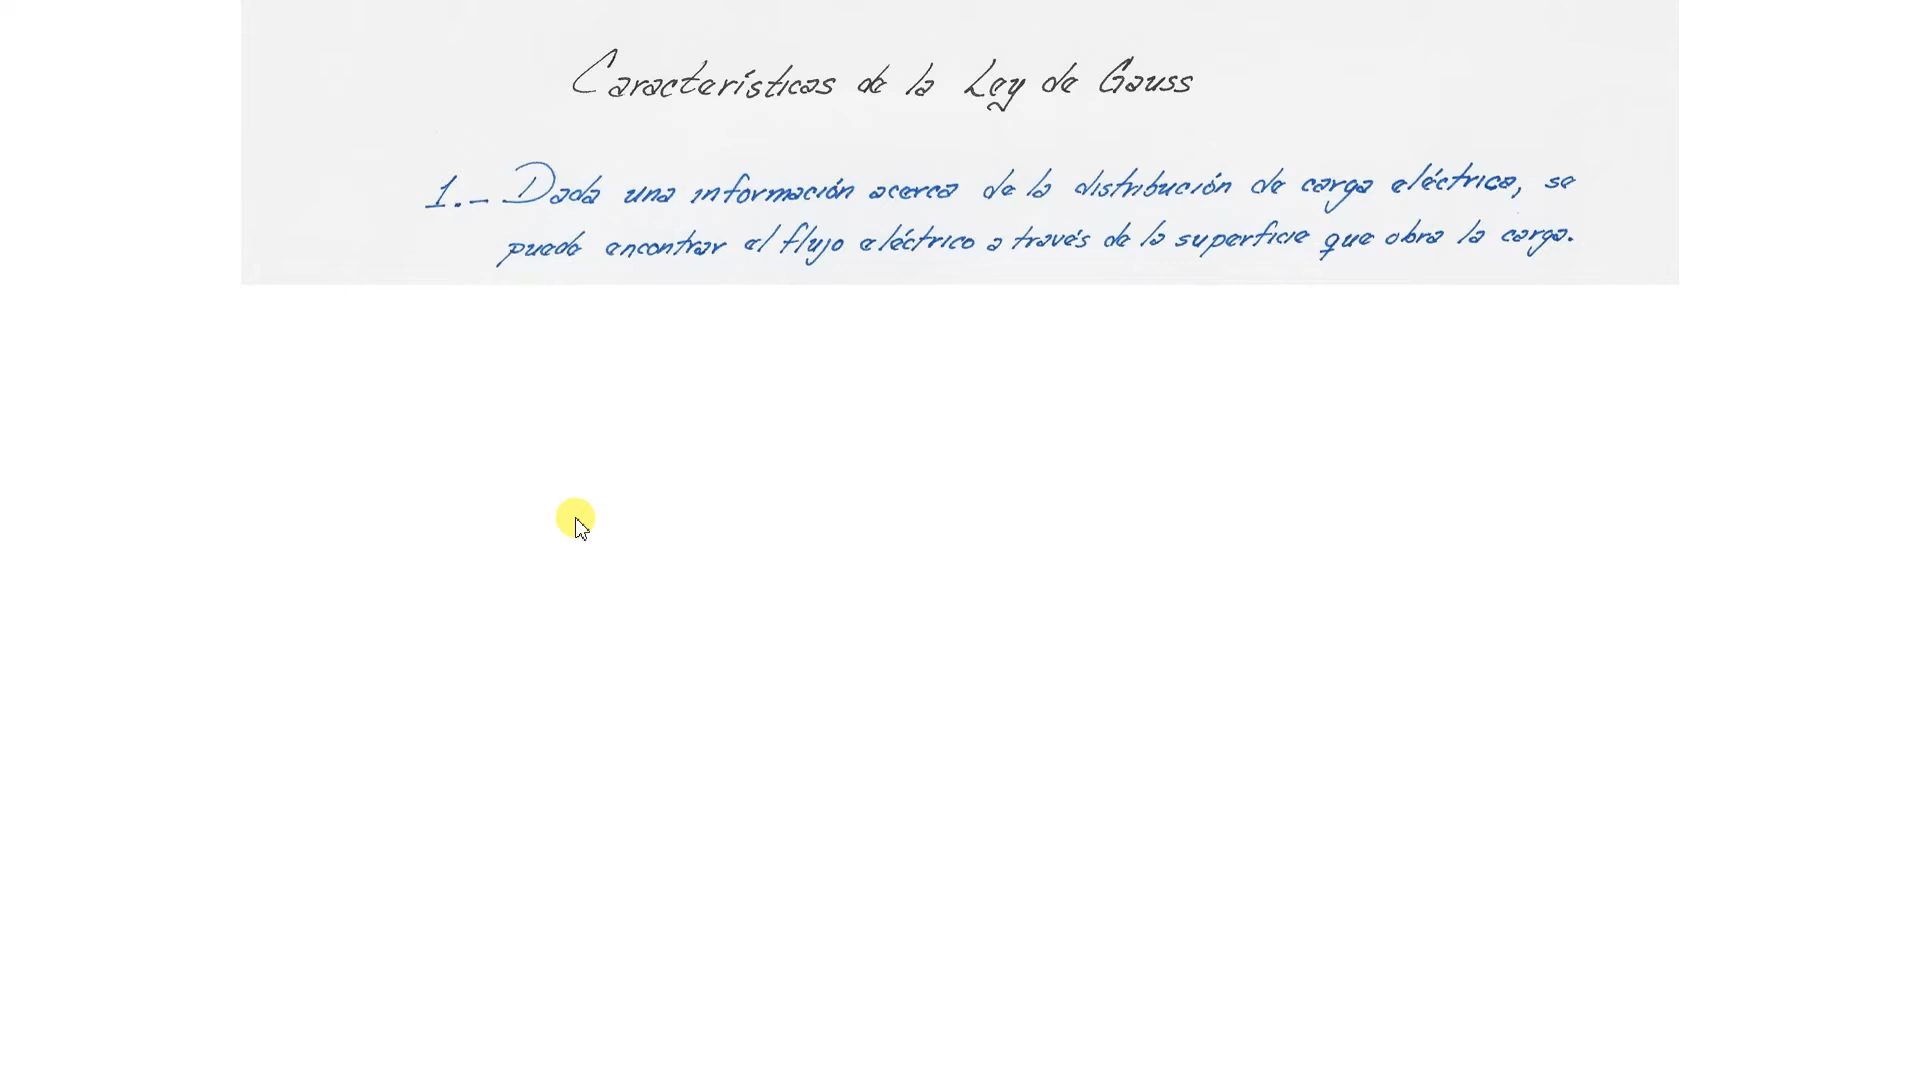 Características de la Ley de Gauss
1.- Dada una información acerca de la distribución de carga eléctrica, se
puede encontrar el flujo eléctrico a través de la superficie que obra la carga.